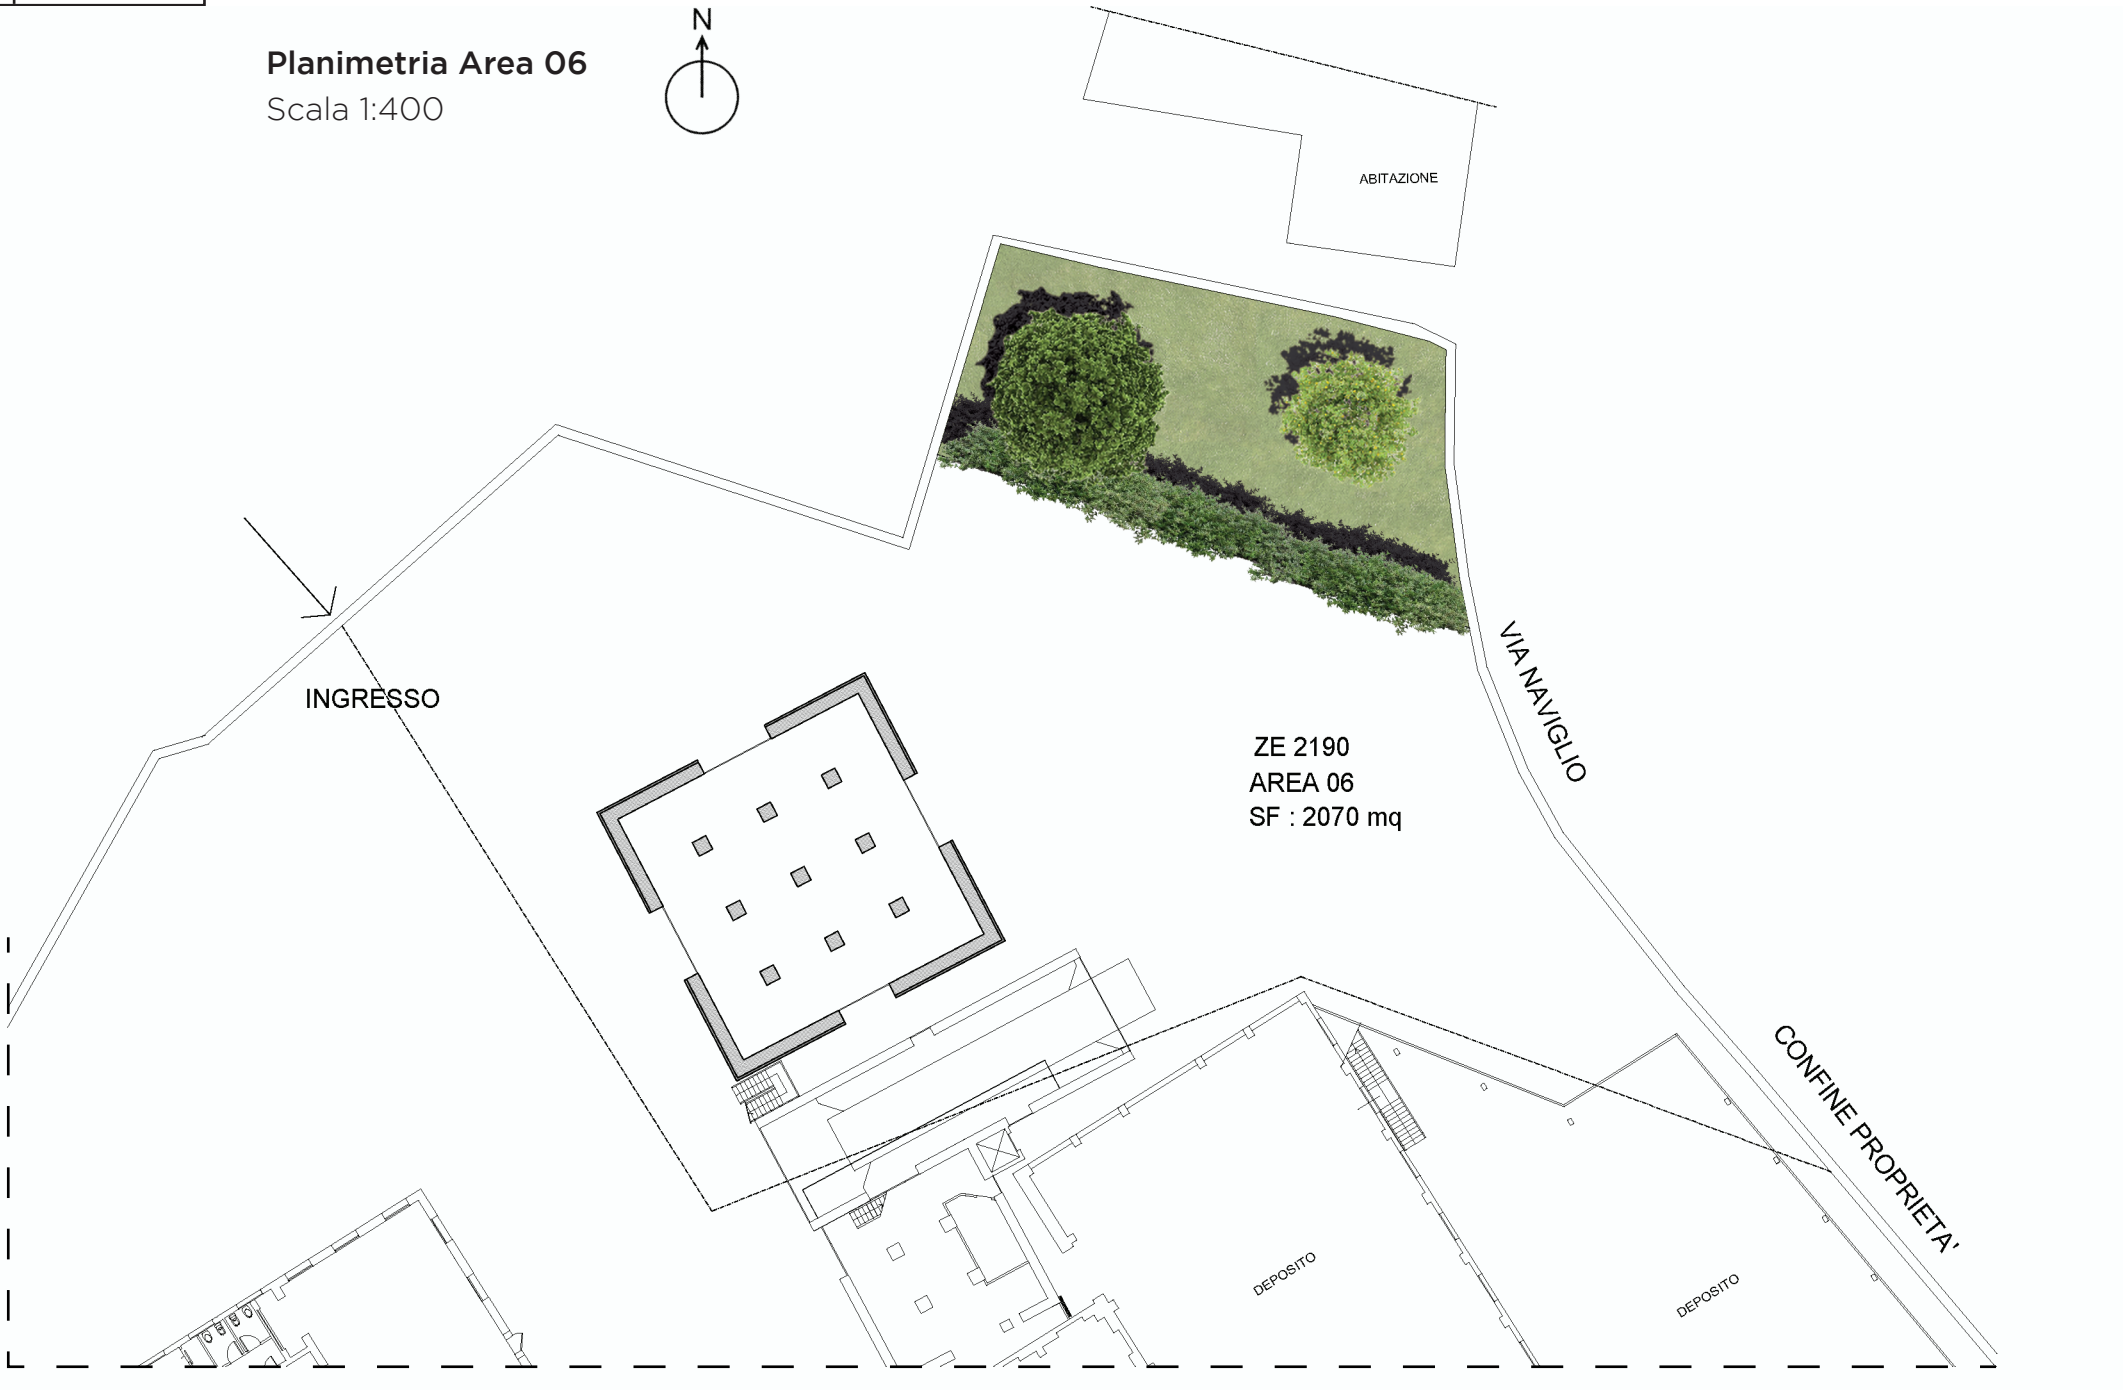 N
Planimetria Area 06
Scala 1:400
ABITAZIONE
VIA NAVIGLIO
INGRESSO
ZE 2190
AREA 06
SF : 2070 mq
CONFINE PROPRIETA'
DEPOSITO
DEPOSITO